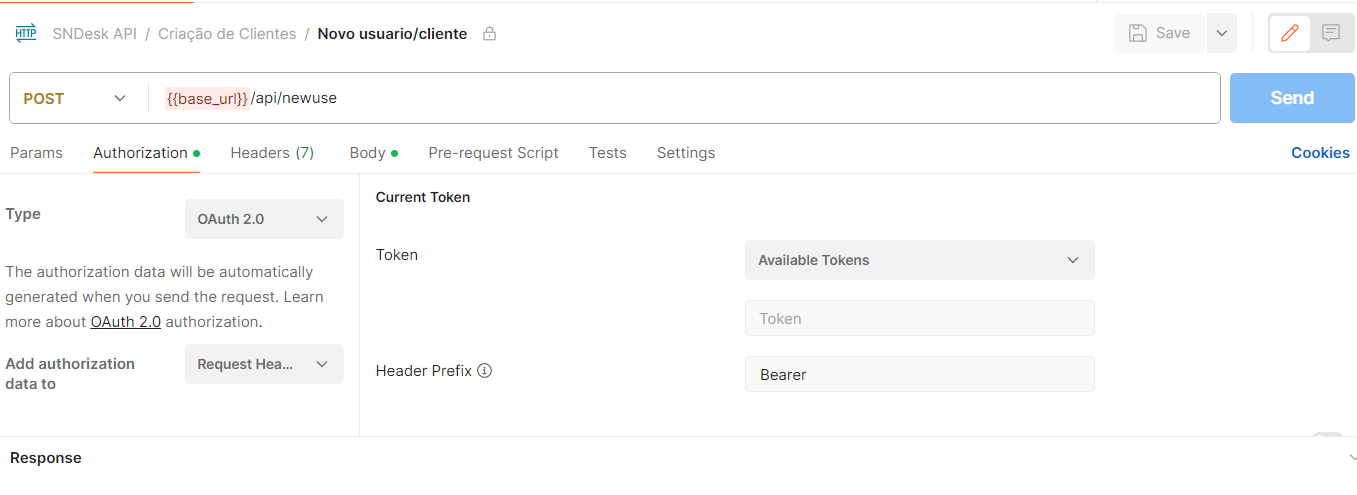 HTTP SNDesk API / Criação de Clientes / Novo usuario/cliente Save
POST {{base_url}}/api/newuse Send
Params Authorization Headers (7) Body Pre-request Script Tests Settings Cookies
Type OAuth 2.0
The authorization data will be automatically
generated when you send the request. Learn
more about OAuth 2.0 authorization.
Add authorization
data to
Request Hea...
Current Token
Token Available Tokens
Token
Header Prefix Bearer
Response